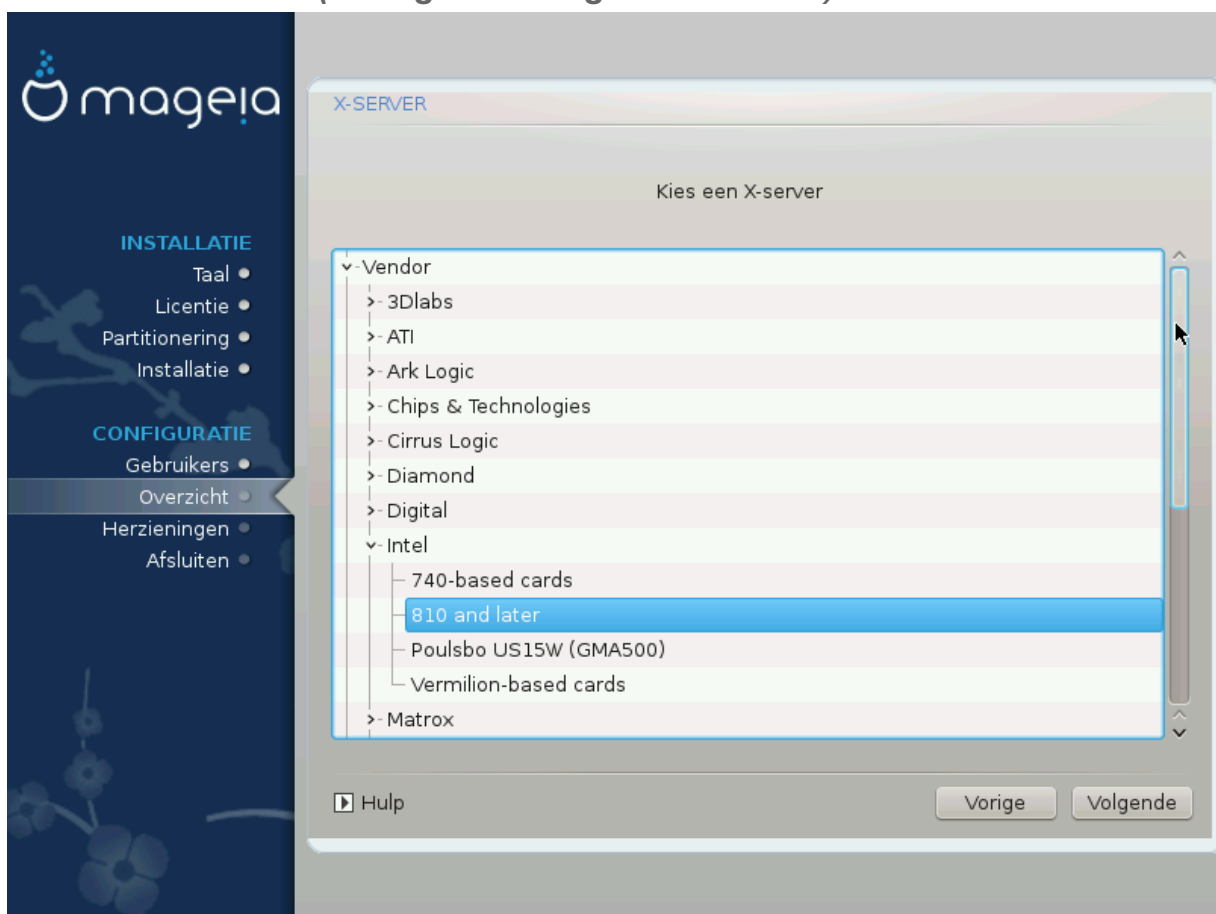 mageia
INSTALLATIE
Taal
Licentie
Partitionering
Installatie
CONFIGURATIE
Gebruikers
Overzicht
Herzieningen
Afsluiten
X-SERVER
Kies een X-server
Vendor
3Dlabs
ATI
Ark Logic
Chips & Technologies
Cirrus Logic
Diamond
Digital
Intel
740-based cards
810 and later
Poulsbo US15W (GMA500)
Vermilion-based cards
Matrox
Hulp
Vorige
Volgende